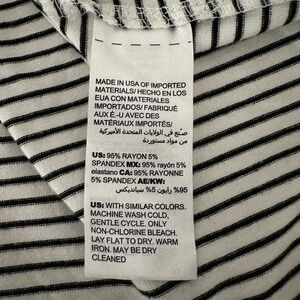 MADE IN USA OF IMPORTED
MATERIALS/ HECHO EN LOS
EUA CON MATERIALES
IMPORTADOS/ FABRIQUÉ
AUX É.-U AVEC DES
MATÉRIAUX IMPORTÉS/
صنع في الولايات المتحدة الأميركية
من مواد مستوردة
US: 95% RAYON 5%
SPANDEX MX: 95% rayón 5%
elastano CA: 95% RAYONNE
5% SPANDEX AE/KW:
95% رايون 5% سباندیكس
US: WITH SIMILAR COLORS.
MACHINE WASH COLD,
GENTLE CYCLE. ONLY
NON-CHLORINE BLEACH.
LAY FLAT TO DRY. WARM
IRON. MAY BE DRY
CLEANED